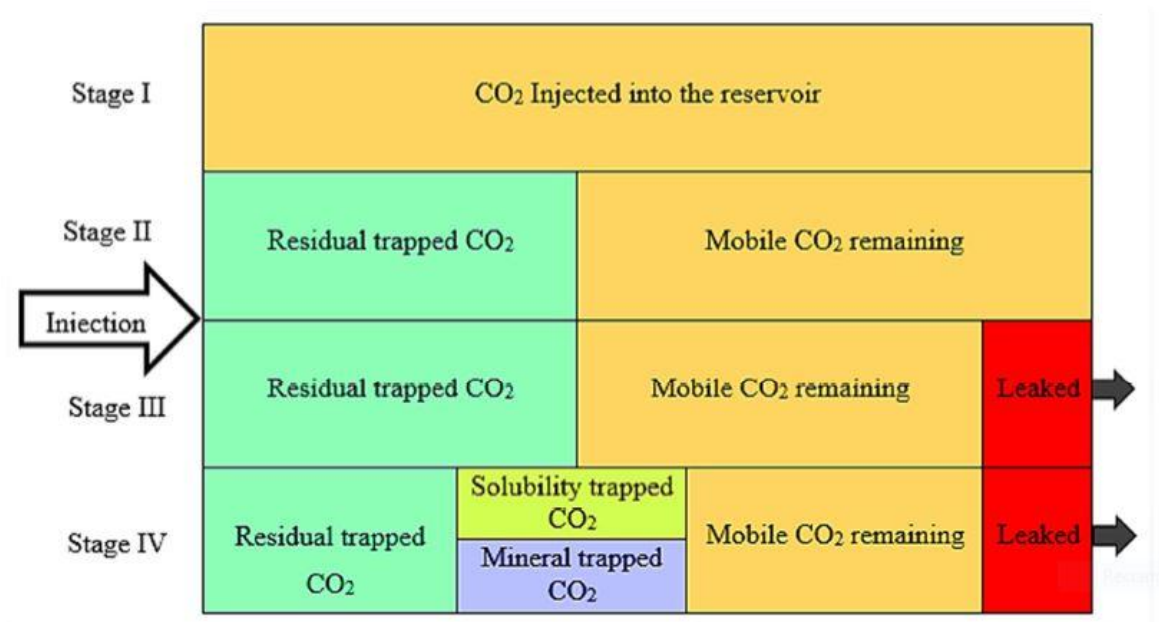 Stage I
CO₂ Injected into the reservoir
Stage II
Residual trapped CO₂
Mobile CO₂ remaining
Iniection
Stage III
Residual trapped CO₂
Mobile CO₂ remaining
Leaked
Stage IV
Residual trapped
CO₂
Solubility trapped
CO₂
Mineral trapped
CO₂
Mobile CO₂ remaining
Leaked